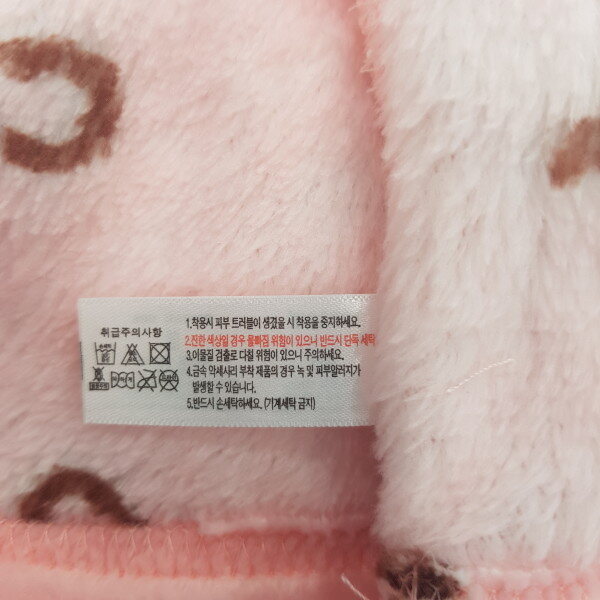 취급주의사항
1.착용시 피부 트러블이 생겼을 시 착용을 중지하세요.
2.진한 색상일 경우 물빠짐 위험이 있으니 반드시 단독 세탁
3.이물질 검출로 다칠 위험이 있으니 주의하세요.
4.금속 악세사리 부착 제품의 경우 녹 및 피부알러지가
발생할 수 있습니다.
5.반드시 손세탁하세요. (기계세탁 금지)